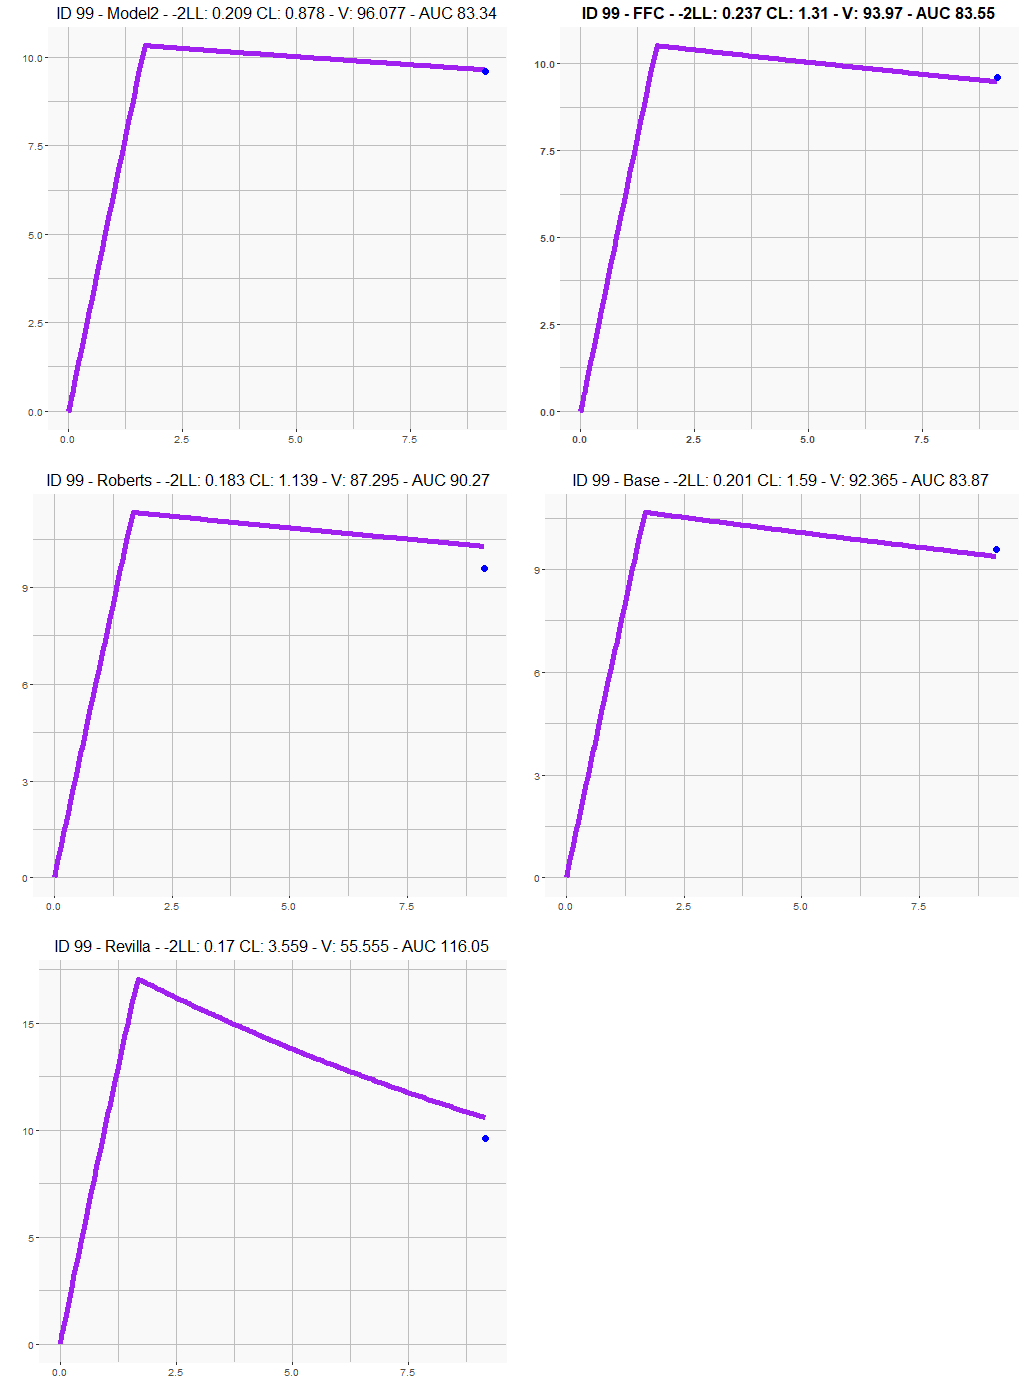 ID 99 - Model2 - -2LL: 0.209 CL: 0.878 - V: 96.077 - AUC 83.34
10.0
7.5
5.0
2.5
0.0
0.0 2.5 5.0 7.5
ID 99 - FFC - -2LL: 0.237 CL: 1.31 - V: 93.97 - AUC 83.55
10.0
7.5
5.0
2.5
0.0
0.0 2.5 5.0 7.5
ID 99 - Roberts - -2LL: 0.183 CL: 1.139 - V: 87.295 - AUC 90.27
9
6
3
0
0.0 2.5 5.0 7.5
ID 99 - Base - -2LL: 0.201 CL: 1.59 - V: 92.365 - AUC 83.87
9
6
3
0
0.0 2.5 5.0 7.5
ID 99 - Revilla - -2LL: 0.17 CL: 3.559 - V: 55.555 - AUC 116.05
15
10
5
0
0.0 2.5 5.0 7.5